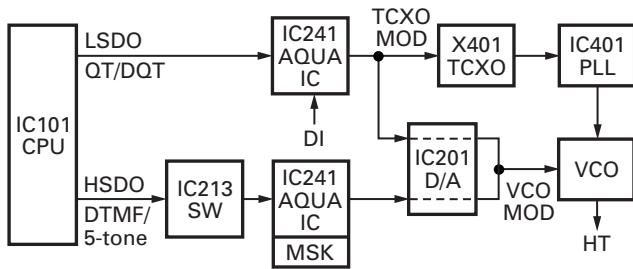 LSDO
QT/DQT
IC101
CPU
HSDO
DTMF/
5-tone
IC213
SW
IC241
AQUA
IC
DI
IC241
AQUA
IC
MSK
TCXO
MOD
X401
TCXO
IC401
PLL
IC201
D/A
VCO
MOD
VCO
HT